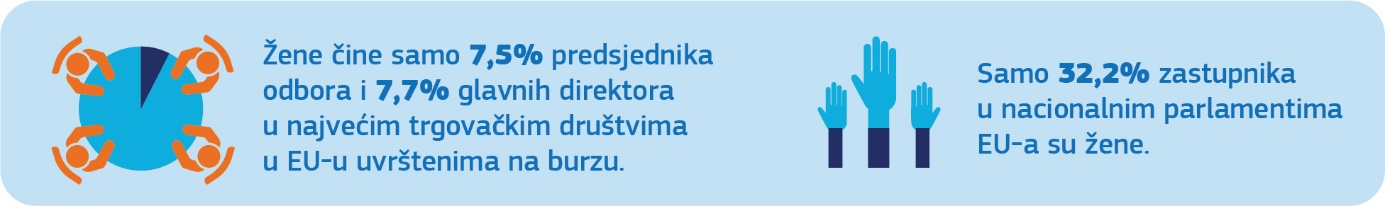 Žene čine samo 7,5% predsjednika
odbora i 7,7% glavnih direktora
u najvećim trgovačkim društvima
u EU-u uvrštenima na burzu.
Samo 32,2% zastupnika
u nacionalnim parlamentima
EU-a su žene.